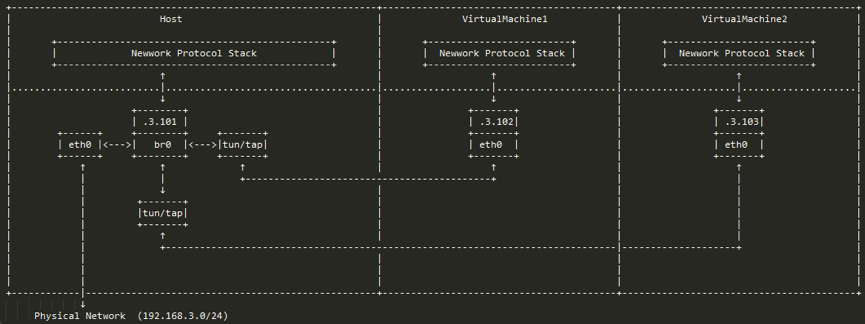 Host VirtualMachine1 VirtualMachine2
Newwork Protocol Stack Newwork Protocol Stack Newwork Protocol Stack
.3.101 .3.102 .3.103
eth0 br0 tun/tap eth0 eth0
tun/tap
Physical Network (192.168.3.0/24)